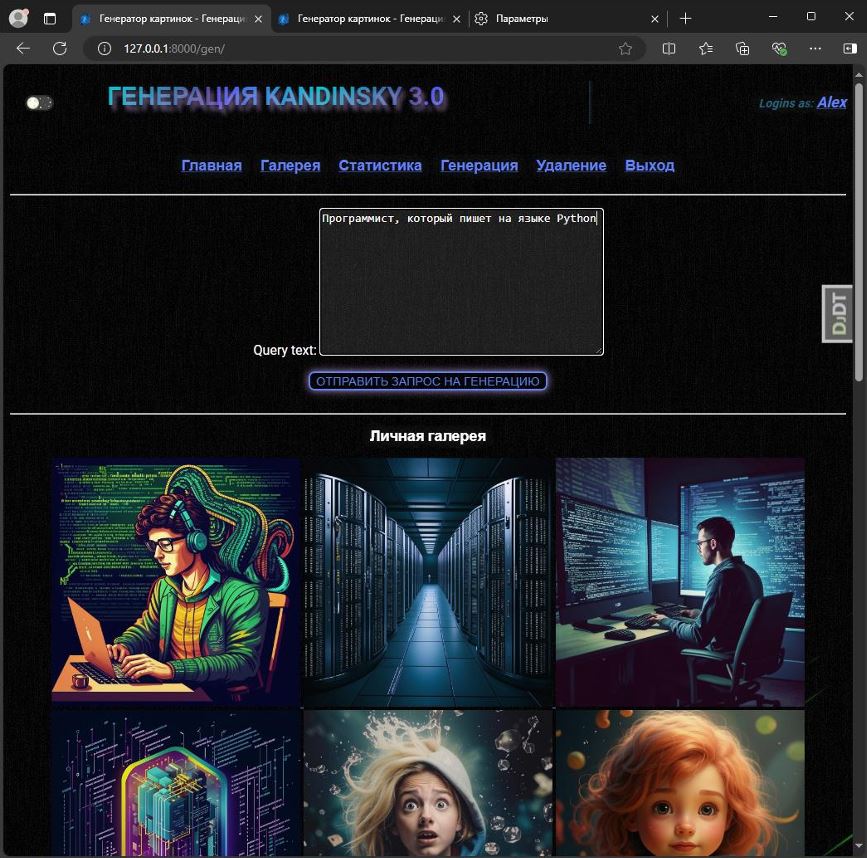 Генератор картинок - Генераци
Генератор картинок - Генераци
Параметры
127.0.0.1:8000/gen/
ГЕНЕРАЦИЯ KANDINSKY 3.0
Logins as: Alex
Главная Галерея Статистика Генерация Удаление Выход
Программист, который пишет на языке Python
DJDT
Query text:
ОТПРАВИТЬ ЗАПРОС НА ГЕНЕРАЦИЮ
Личная галерея